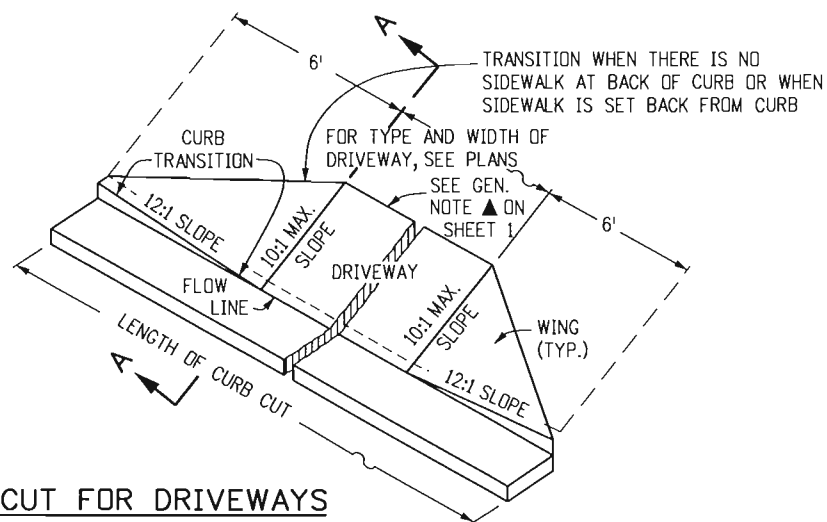 A
6'
TRANSITION WHEN THERE IS NO
SIDEWALK AT BACK OF CURB OR WHEN
SIDEWALK IS SET BACK FROM CURB
CURB
TRANSITION
FOR TYPE AND WIDTH OF
DRIVEWAY, SEE PLANS
SEE GEN.
NOTE ▲ ON
SHEET 1
6'
12:1 SLOPE
10:1 MAX.
SLOPE
DRIVEWAY
FLOW
LINE
10:1 MAX.
SLOPE
WING
(TYP.)
12:1 SLOPE
LENGTH OF CURB CUT
A
CUT FOR DRIVEWAYS